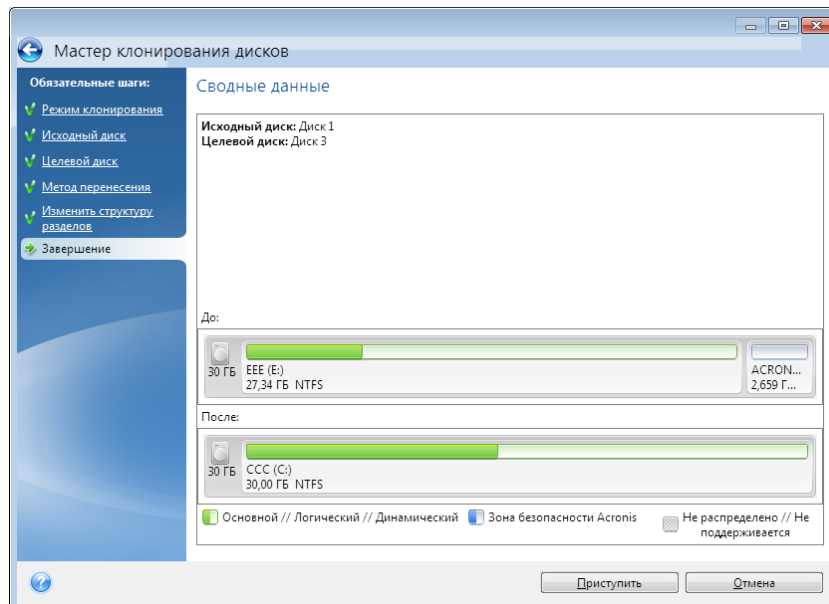 Мастер клонирования дисков
Обязательные шаги:
Режим клонирования
Исходный диск
Целевой диск
Метод перенесения
Изменить структуру
разделов
Завершение
Сводные данные
Исходный диск: Диск 1
Целевой диск: Диск 3
До:
30 ГБ
EEE (E:)
27,34 ГБ NTFS
ACRON...
2,659 Г...
После:
30 ГБ
CCC (C:)
30,00 ГБ NTFS
Основной // Логический // Динамический
Зона безопасности Acronis
Не распределено // Не
поддерживается
Приступить
Отмена